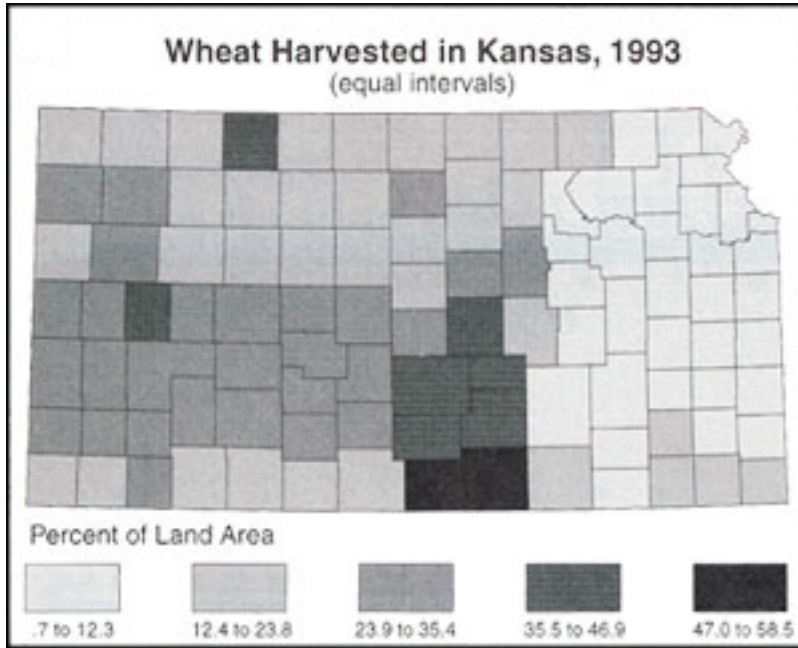 Wheat Harvested in Kansas, 1993
(equal intervals)
Percent of Land Area
.7 to 12.3
12.4 to 23.8
23.9 to 35.4
35.5 to 46.9
47.0 to 58.5